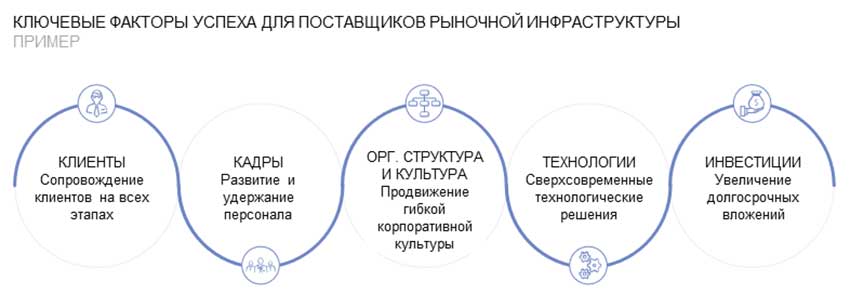 КЛЮЧЕВЫЕ ФАКТОРЫ УСПЕХА ДЛЯ ПОСТАВЩИКОВ РЫНОЧНОЙ ИНФРАСТРУКТУРЫ
ПРИМЕР
КЛИЕНТЫ
Сопровождение
клиентов на всех
этапах
КАДРЫ
Развитие и
удержание
персонала
ОРГ. СТРУКТУРА
И КУЛЬТУРА
Продвижение
гибкой
корпоративной
культуры
ТЕХНОЛОГИИ
Сверхсовременные
технологические
решения
ИНВЕСТИЦИИ
Увеличение
долгосрочных
вложений